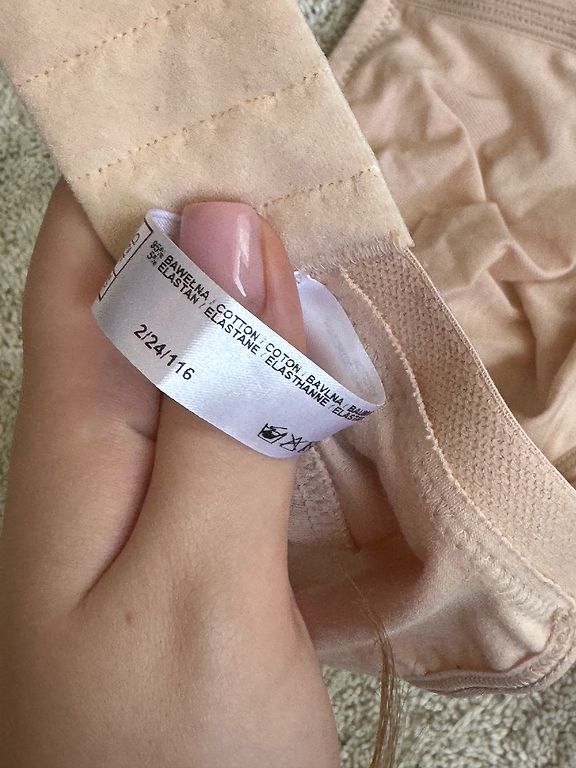 95% BAWEŁNA / COTTON / COTON / BAVLNA /
5% ELASTAN / ELASTANE / ELASTHANNE /
2/24/116